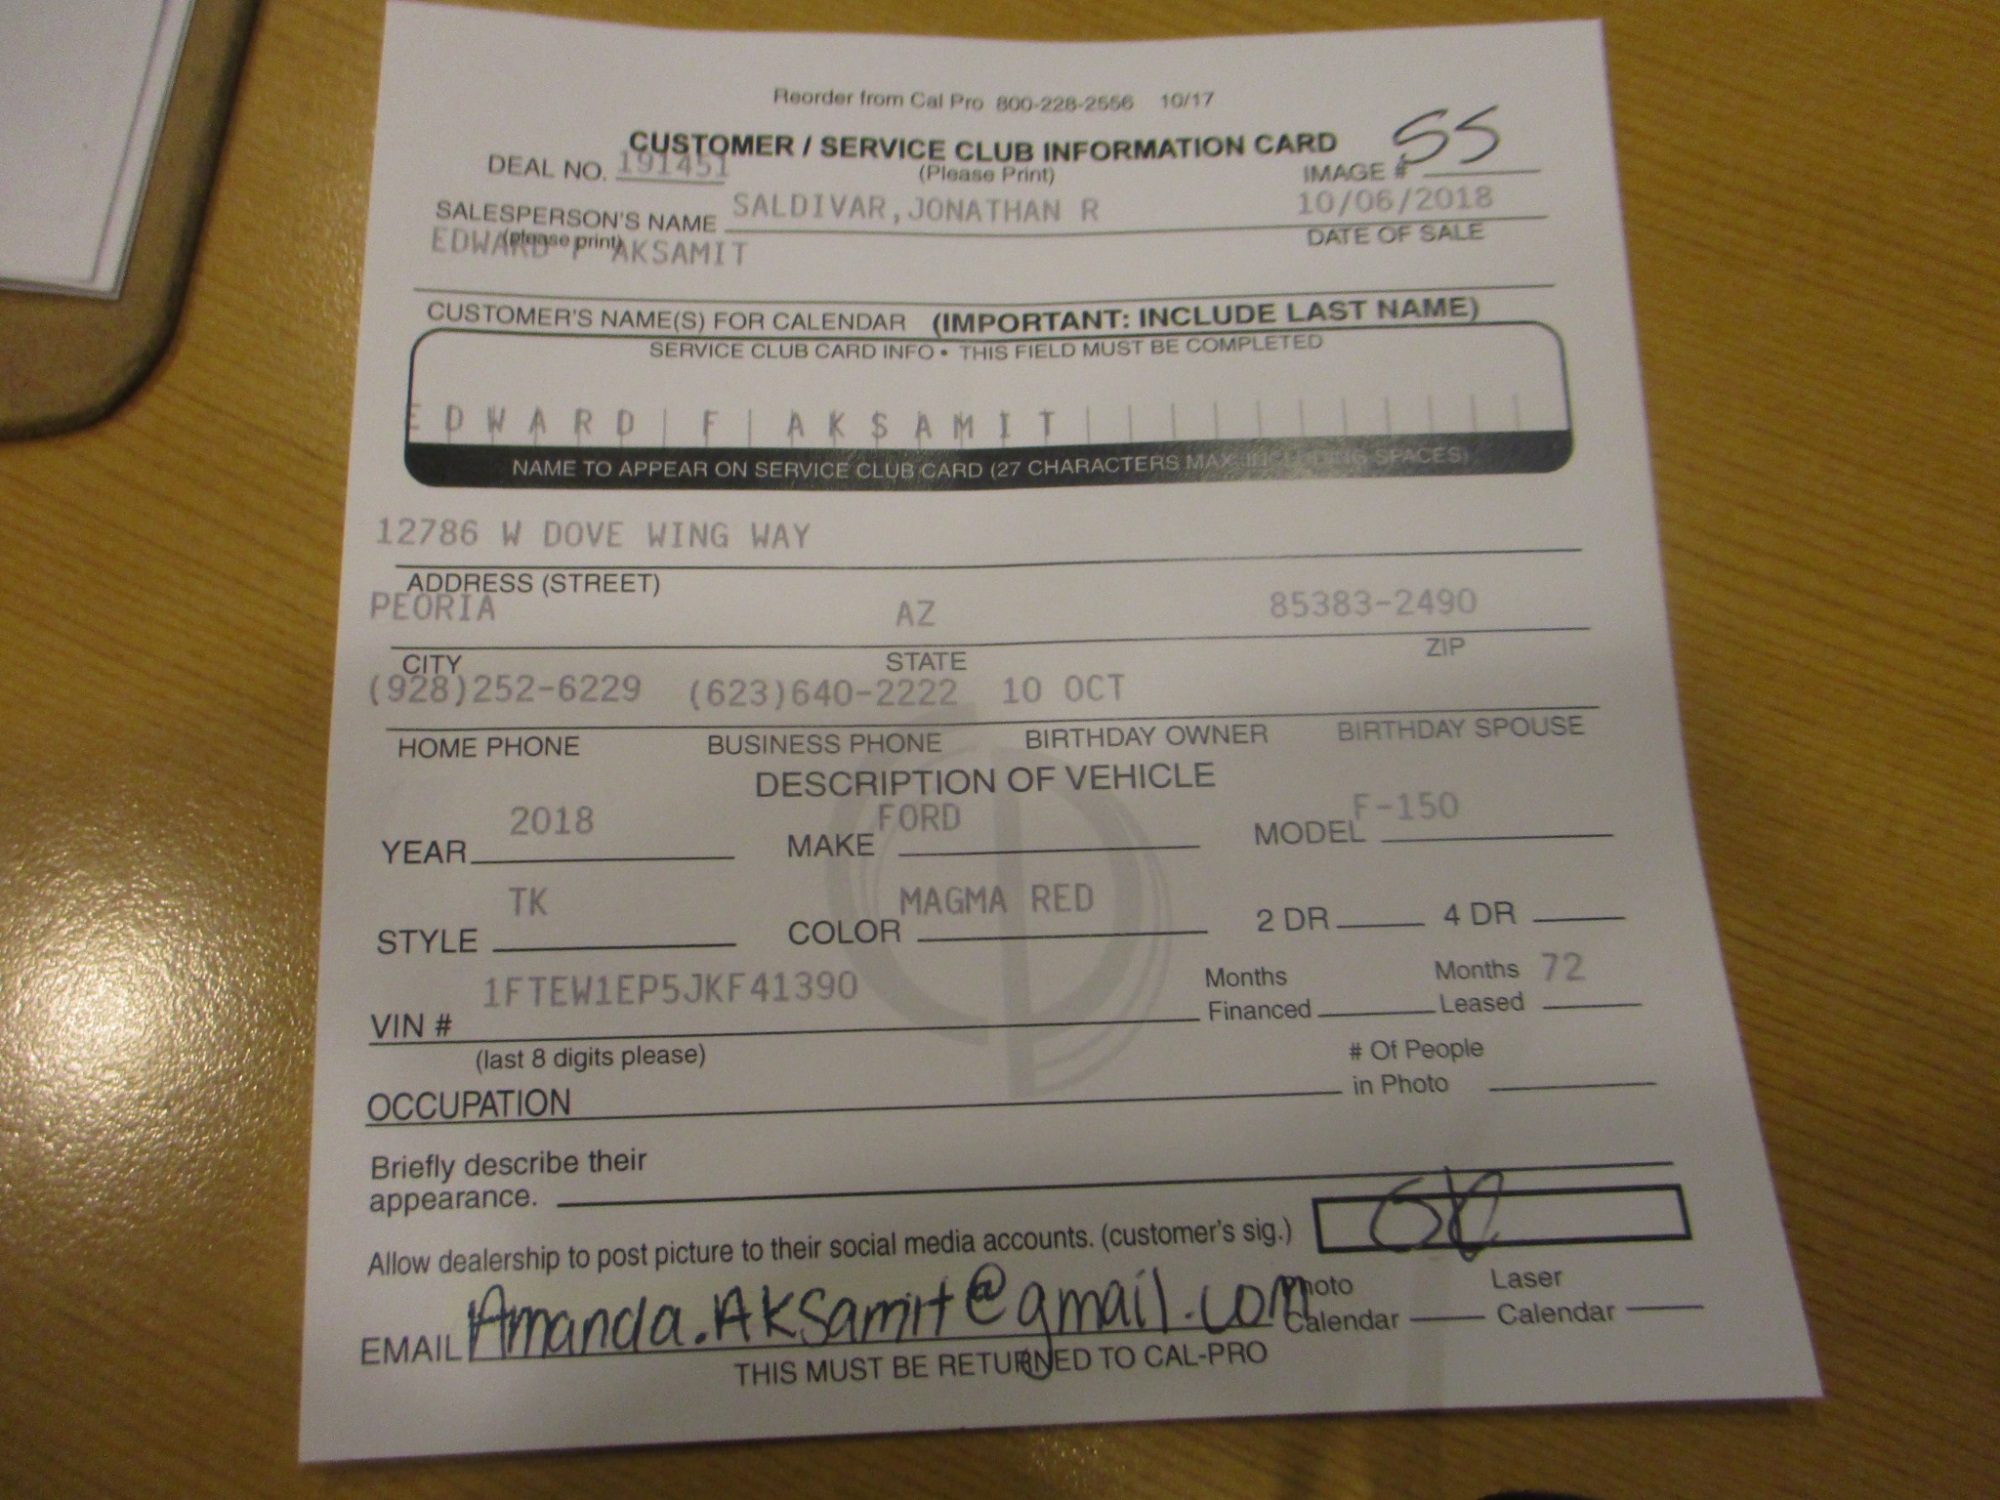 Reorder from Cal Pro 800-228-2556 10/17
CUSTOMER / SERVICE CLUB INFORMATION CARD
DEAL NO. 191451 (Please Print) IMAGE # 55
SALESPERSON'S NAME SALDIVAR,JONATHAN R 10/06/2018
(please print) DATE OF SALE
EDWARD F AKSAMIT
CUSTOMER'S NAME(S) FOR CALENDAR (IMPORTANT: INCLUDE LAST NAME)
SERVICE CLUB CARD INFO • THIS FIELD MUST BE COMPLETED
EDWARD F AKSAMIT
NAME TO APPEAR ON SERVICE CLUB CARD (27 CHARACTERS MAX INCLUDING SPACES)
12786 W DOVE WING WAY
ADDRESS (STREET)
PEORIA AZ 85383-2490
CITY STATE ZIP
(928)252-6229 (623)640-2222 10 OCT
HOME PHONE BUSINESS PHONE BIRTHDAY OWNER BIRTHDAY SPOUSE
DESCRIPTION OF VEHICLE
YEAR 2018 MAKE FORD MODEL F-150
STYLE TK COLOR MAGMA RED 2 DR 4 DR
VIN # 1FTEW1EP5JKF41390 Months Financed Months Leased 72
(last 8 digits please)
OCCUPATION # Of People in Photo
Briefly describe their
appearance.
Allow dealership to post picture to their social media accounts. (customer's sig.)
EMAIL Amanda.Aksamit@gmail.com Photo Calendar Laser Calendar
THIS MUST BE RETURNED TO CAL-PRO